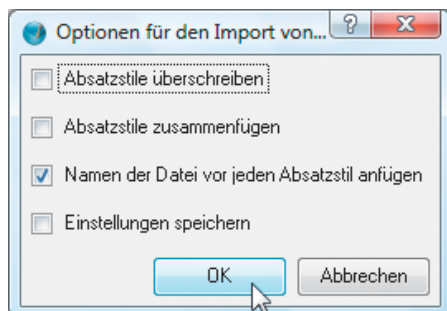 Optionen für den Import von...
Absatzstile überschreiben
Absatzstile zusammenfügen
Namen der Datei vor jeden Absatzstil anfügen
Einstellungen speichern
OK
Abbrechen